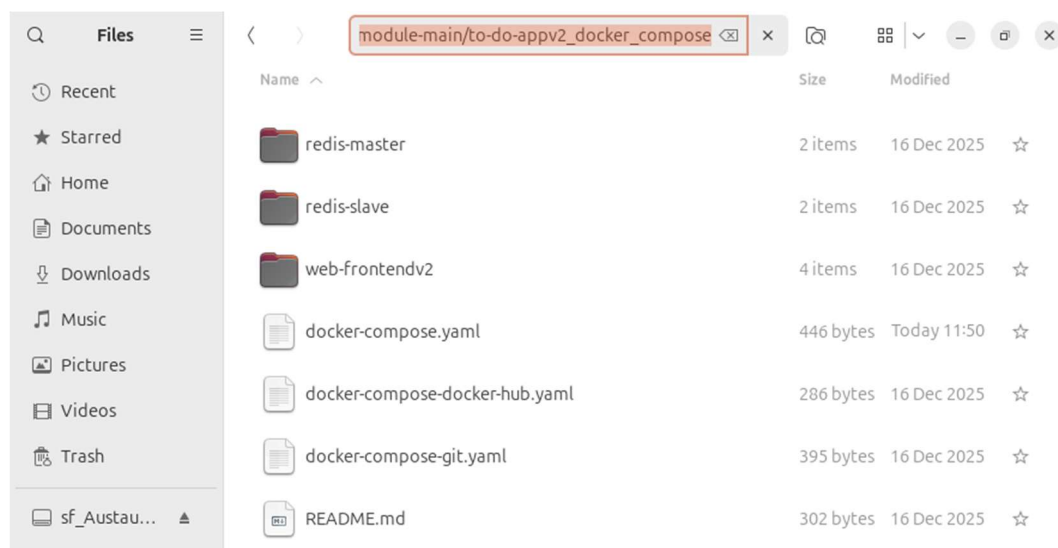 Files
module-main/to-do-appv2_docker_compose
Recent
Starred
Home
Documents
Downloads
Music
Pictures
Videos
Trash
sf_Austau...
Name Size Modified
redis-master 2 items 16 Dec 2025
redis-slave 2 items 16 Dec 2025
web-frontendv2 4 items 16 Dec 2025
docker-compose.yaml 446 bytes Today 11:50
docker-compose-docker-hub.yaml 286 bytes 16 Dec 2025
docker-compose-git.yaml 395 bytes 16 Dec 2025
README.md 302 bytes 16 Dec 2025